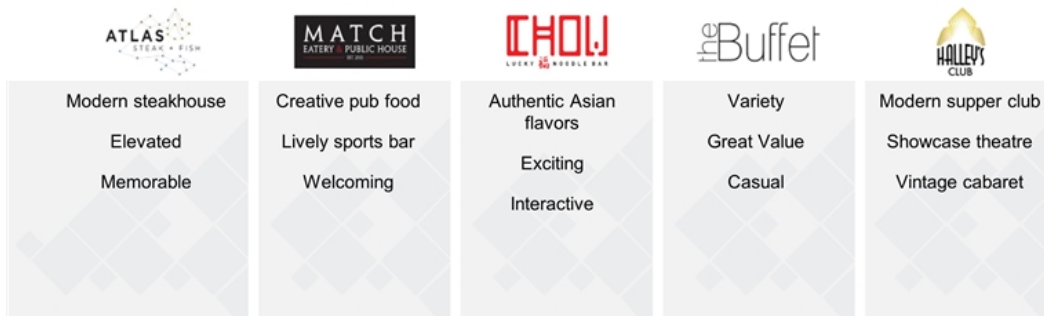 ATLAS
STEAK + FISH
Modern steakhouse
Elevated
Memorable
MATCH
EATERY & PUBLIC HOUSE
Creative pub food
Lively sports bar
Welcoming
CHOW
LUCKY NOODLE BAR
Authentic Asian
flavors
Exciting
Interactive
the Buffet
Variety
Great Value
Casual
HALLEY'S
CLUB
Modern supper club
Showcase theatre
Vintage cabaret